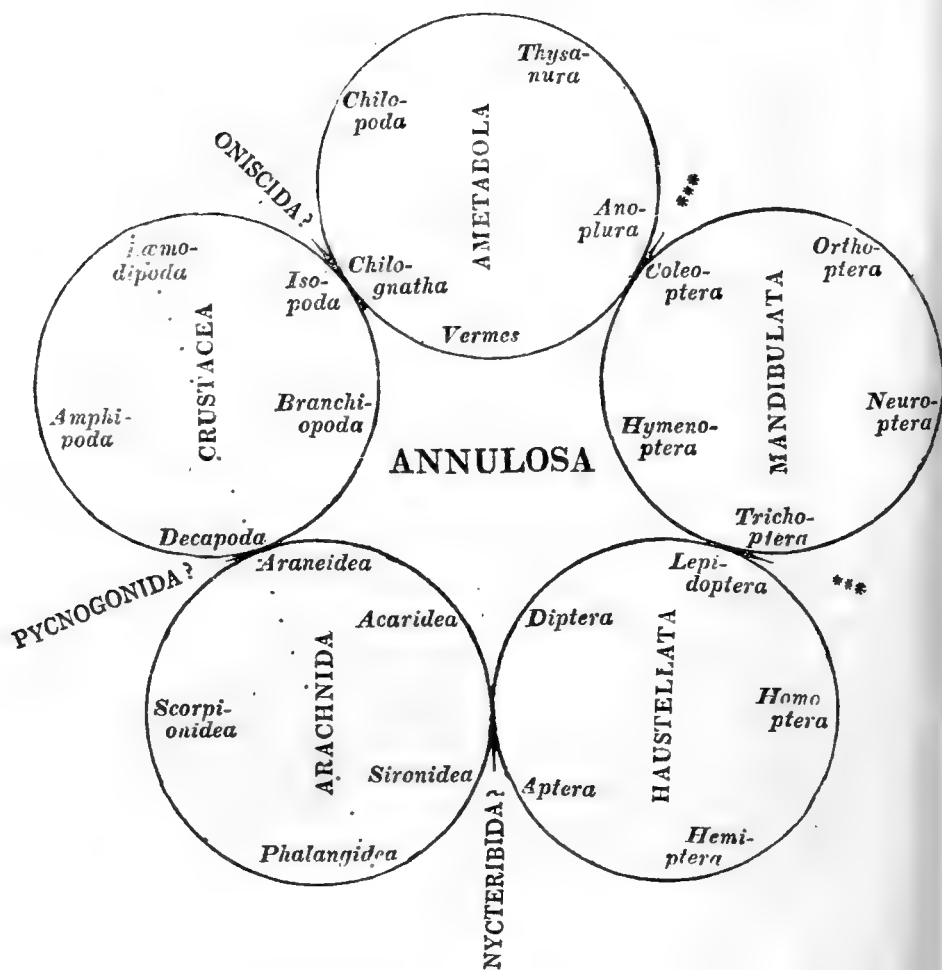 Thysa-
nura
Chilo-
poda
AMETABOLA
Ano-
plura
Chilo-
gnatha
Vermes
ONISCIDA?
***
Læmo-
dipoda
Iso-
poda
CRUSTACEA
Amphi-
poda
Branchi-
opoda
Decapoda
ANNULOSA
Ortho-
ptera
Coleo-
ptera
MANDIBULATA
Neuro-
ptera
Hymeno-
ptera
Tricho-
ptera
PYCNOGONIDA?
***
Araneidea
Acaridea
ARACHNIDA
Scorpi-
onidea
Sironidea
Phalangidea
Lepi-
doptera
Diptera
HAUSTELLATA
Homo
ptera
Aptera
Hemi-
ptera
NYCTERIBIDA?